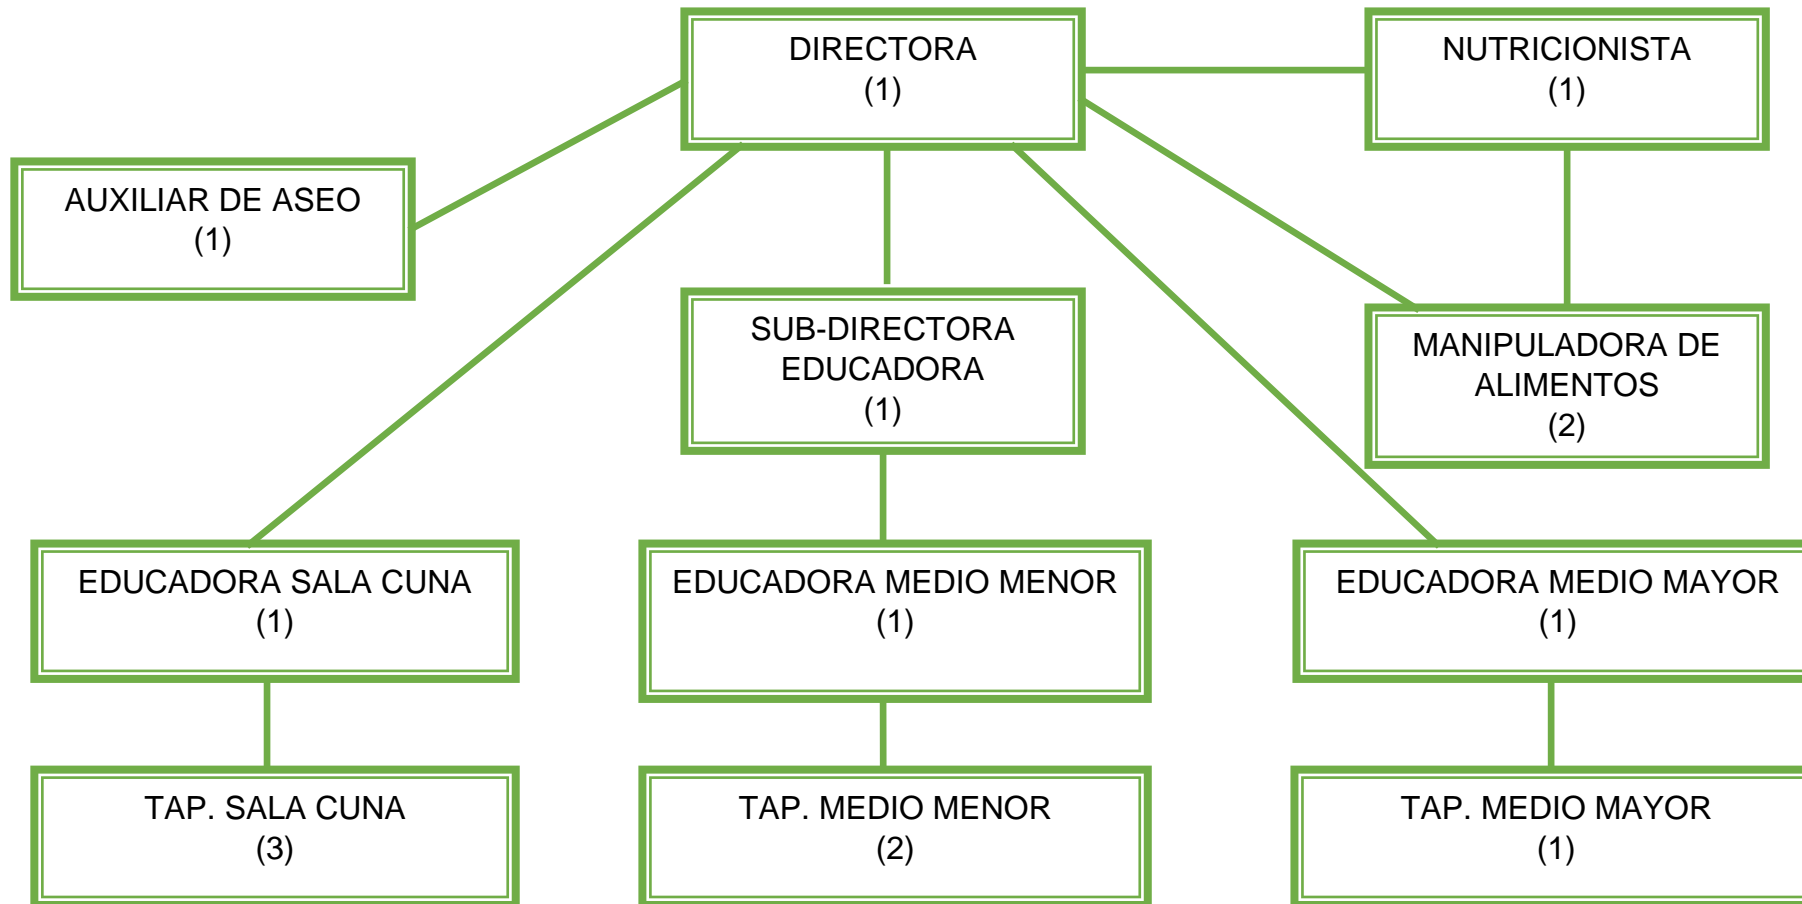 DIRECTORA
(1)
NUTRICIONISTA
(1)
AUXILIAR DE ASEO
(1)
SUB-DIRECTORA
EDUCADORA
(1)
MANIPULADORA DE
ALIMENTOS
(2)
EDUCADORA SALA CUNA
(1)
EDUCADORA MEDIO MENOR
(1)
EDUCADORA MEDIO MAYOR
(1)
TAP. SALA CUNA
(3)
TAP. MEDIO MENOR
(2)
TAP. MEDIO MAYOR
(1)